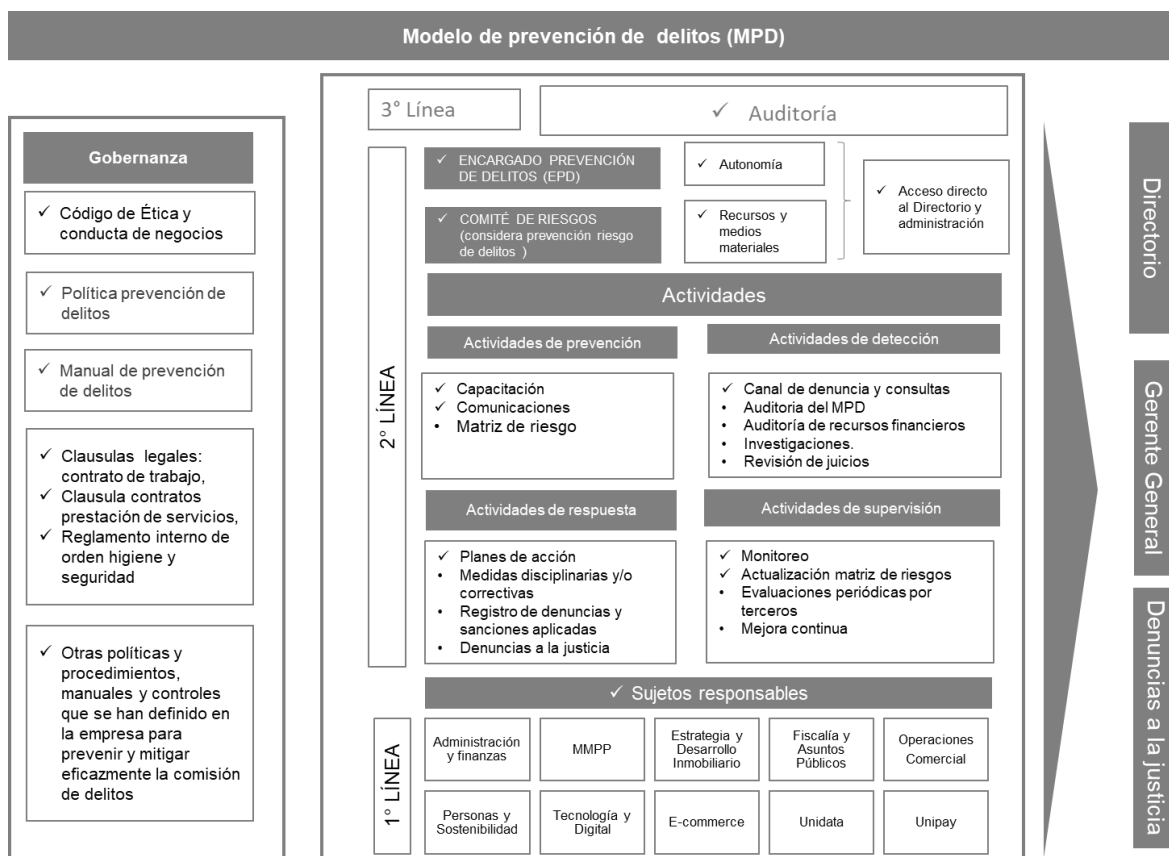 Modelo de prevención de  delitos (MPD)
Gobernanza
✓ Código de Ética y
conducta de negocios
✓ Política prevención de
delitos
✓ Manual de prevención
de delitos
✓ Clausulas  legales:
contrato de trabajo,
✓ Clausula contratos
prestación de servicios,
✓ Reglamento interno de
orden higiene y
seguridad
✓ Otras políticas y
procedimientos,
manuales y controles
que se han definido en
la empresa para
prevenir y mitigar
eficazmente la comisión
de delitos
3° Línea
✓ Auditoría
2° LÍNEA
✓ ENCARGADO  PREVENCIÓN
DE DELITOS (EPD)
✓ COMITÉ DE RIESGOS
(considera prevención riesgo
de delitos )
✓ Autonomía
✓ Recursos y
medios
materiales
✓ Acceso directo
al Directorio y
administración
Actividades
Actividades de prevención
✓ Capacitación
✓ Comunicaciones
• Matriz de riesgo
Actividades de detección
✓ Canal de denuncia y consultas
• Auditoria del MPD
• Auditoría de recursos financieros
• Investigaciones.
• Revisión de juicios
Actividades de respuesta
✓ Planes de acción
• Medidas disciplinarias y/o
correctivas
• Registro de denuncias y
sanciones aplicadas
• Denuncias a la justicia
Actividades de supervisión
✓ Monitoreo
✓ Actualización matriz de riesgos
• Evaluaciones periódicas por
terceros
• Mejora continua
✓ Sujetos responsables
1° LÍNEA
Administración
y finanzas
MMPP
Estrategia y
Desarrollo
Inmobiliario
Fiscalía y
Asuntos
Públicos
Operaciones
Comercial
Personas y
Sostenibilidad
Tecnología y
Digital
E-commerce
Unidata
Unipay
Directorio
Gerente General
Denuncias a la justicia